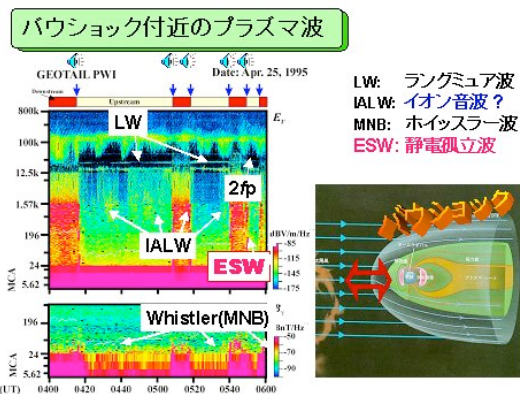 バウショック付近のプラズマ波
GEOTAIL PWI
Date: Apr. 25, 1995
Downstream
Upstream
800k
100k
12.5k
1.57k
196
24
5.62
MCA
LW
2fp
IALW
ESW
dBV/m/Hz
-85
-115
-145
-175
196
24
5.62
MCA
Whistler(MNB)
-50
-70
-90
(UT)
0400
0420
0440
0500
0520
0540
0600
LW: ラングミュア波
IALW: イオン音波？
MNB: ホイッスラー波
ESW: 静電孤立波
バウショック